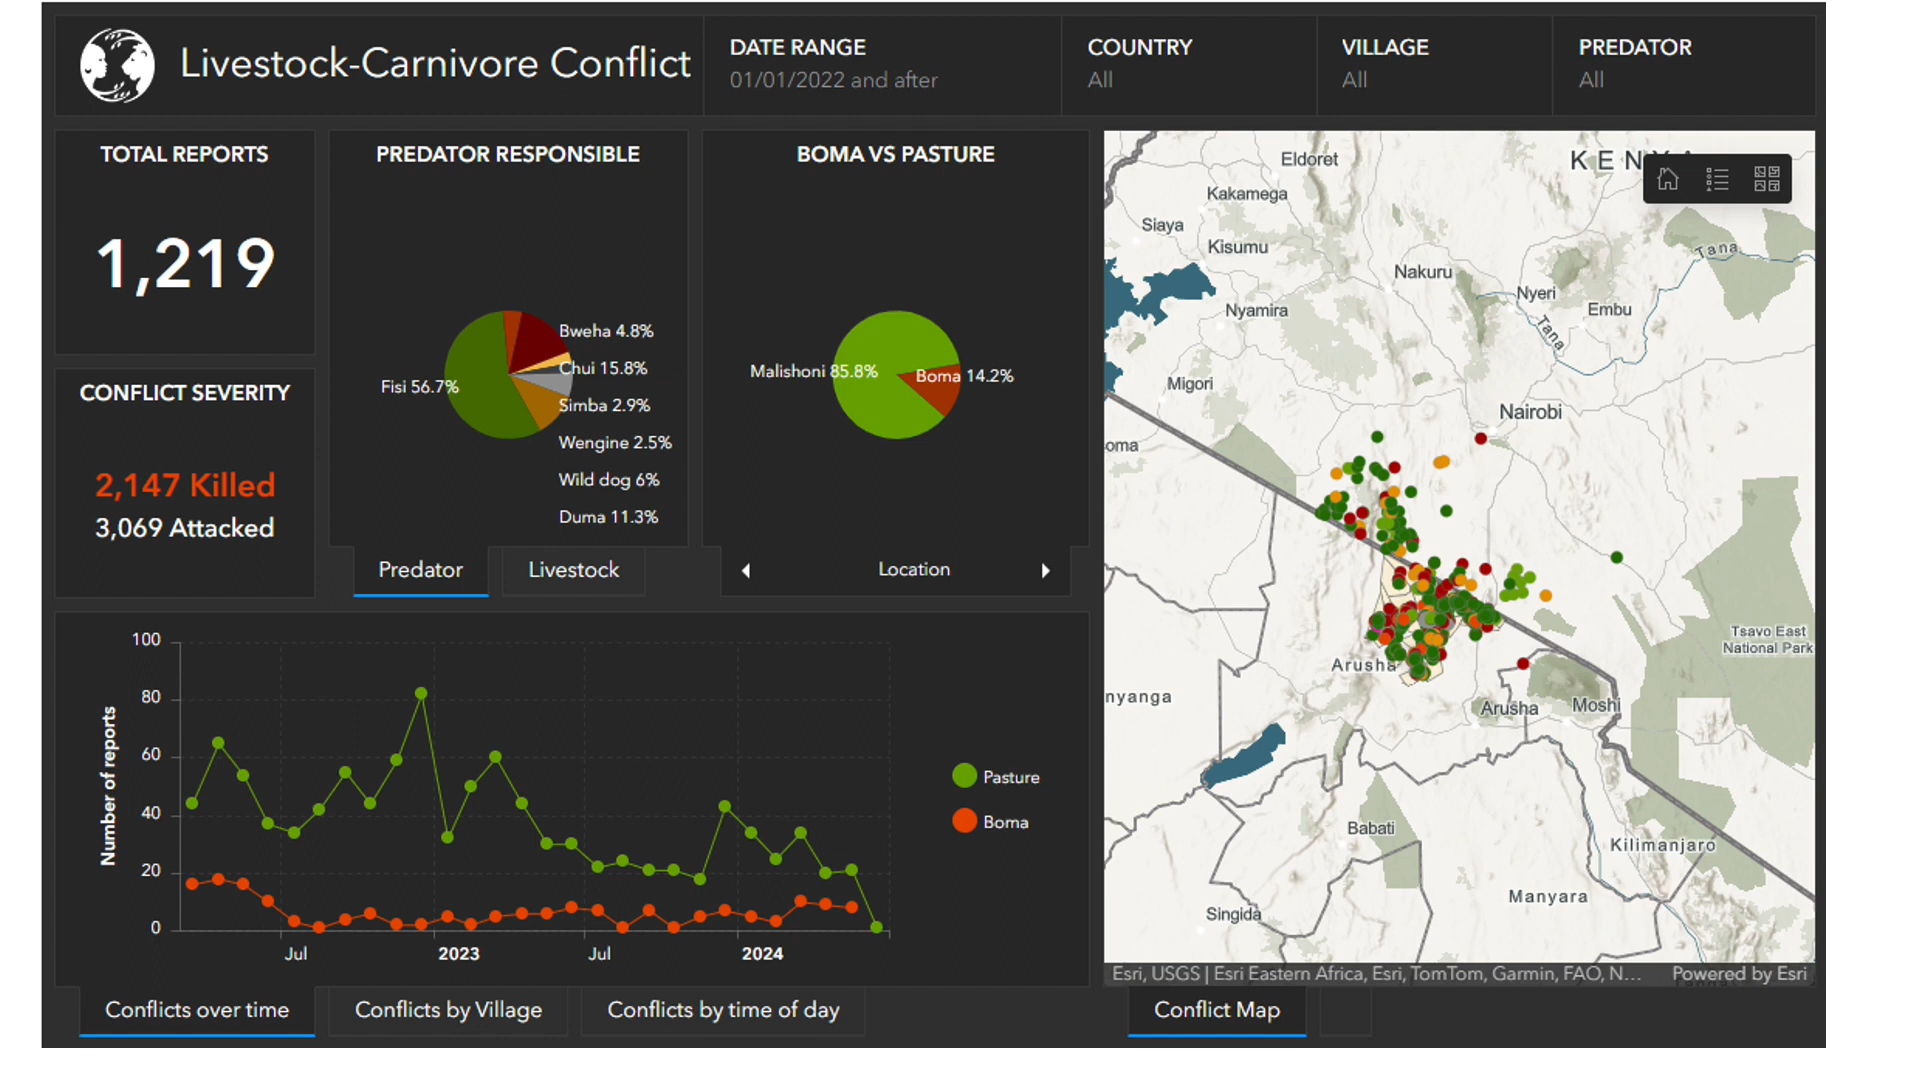 Livestock-Carnivore Conflict
DATE RANGE
01/01/2022 and after
COUNTRY
All
VILLAGE
All
PREDATOR
All
TOTAL REPORTS
1,219
CONFLICT SEVERITY
2,147 Killed
3,069 Attacked
PREDATOR RESPONSIBLE
Bweha 4.8%
Chui 15.8%
Fisi 56.7%
Simba 2.9%
Wengine 2.5%
Wild dog 6%
Duma 11.3%
Predator
Livestock
BOMA VS PASTURE
Malishoni 85.8%
Boma 14.2%
Location
Number of reports
100
80
60
40
20
0
Jul
2023
Jul
2024
Pasture
Boma
Conflicts over time
Conflicts by Village
Conflicts by time of day
Eldoret
Kakamega
Siaya
Kisumu
Nakuru
Tana
Nyeri
Nyamira
Embu
Tana
Migori
Nairobi
oma
Tsavo East
National Park
Arusha
nyanga
Arusha
Moshi
Babati
Kilimanjaro
Manyara
Singida
Esri, USGS | Esri Eastern Africa, Esri, TomTom, Garmin, FAO, N...
Powered by Esri
Conflict Map